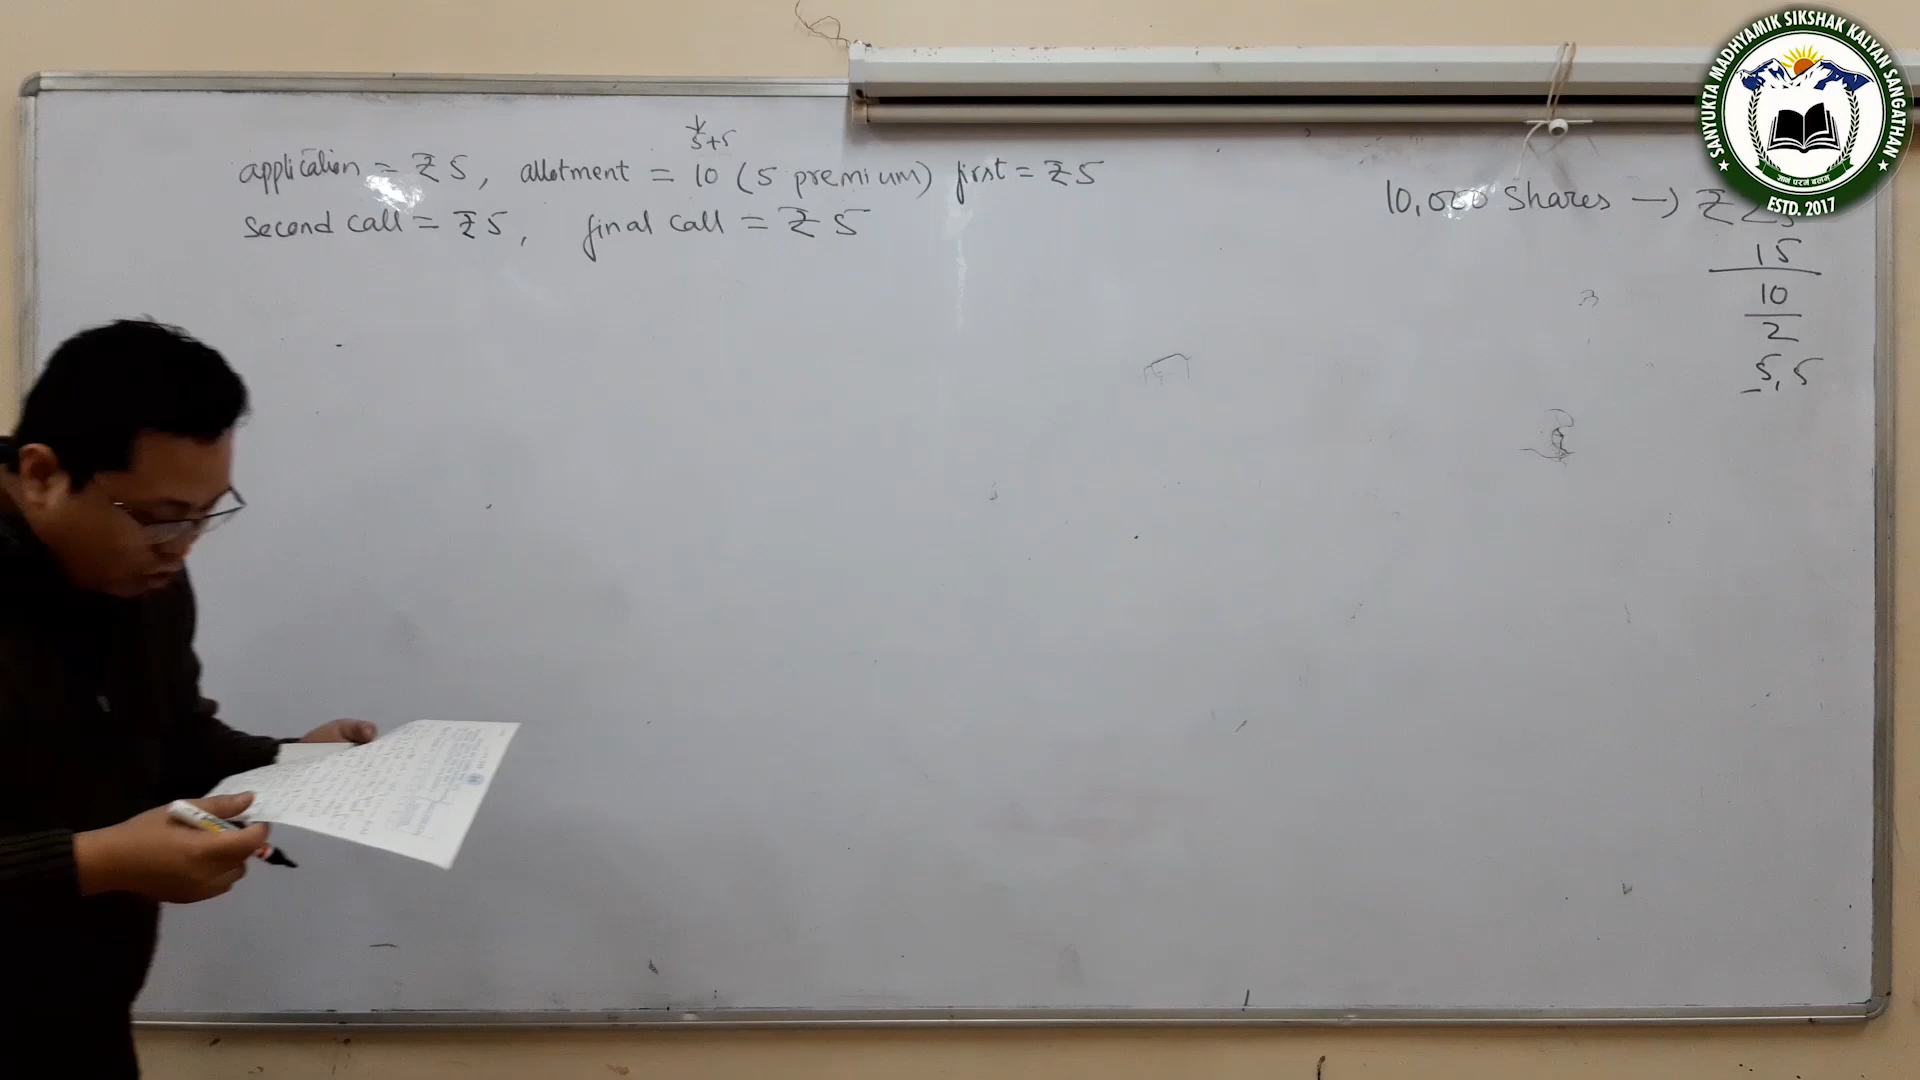 5+5
application = ₹5, allotment = 10 (5 premium) first = ₹5
second call = ₹5, final call = ₹5
10,000 shares → ₹25
15
10
2
5,5
SANYUKTA MADHYAMIK SIKSHAK KALYAN SANGATHAN
ESTD. 2017